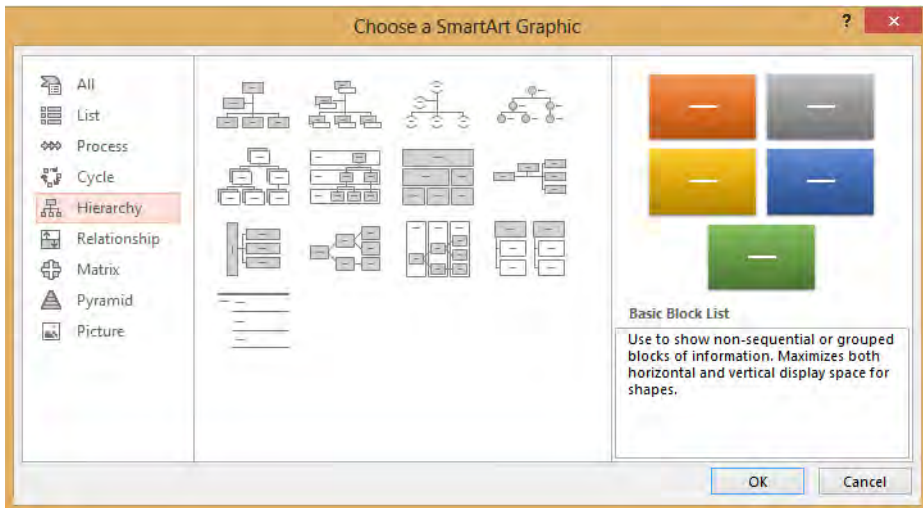 Choose a SmartArt Graphic
?
All
List
Process
Cycle
Hierarchy
Relationship
Matrix
Pyramid
Picture
Basic Block List
Use to show non-sequential or grouped
blocks of information. Maximizes both
horizontal and vertical display space for
shapes.
OK
Cancel